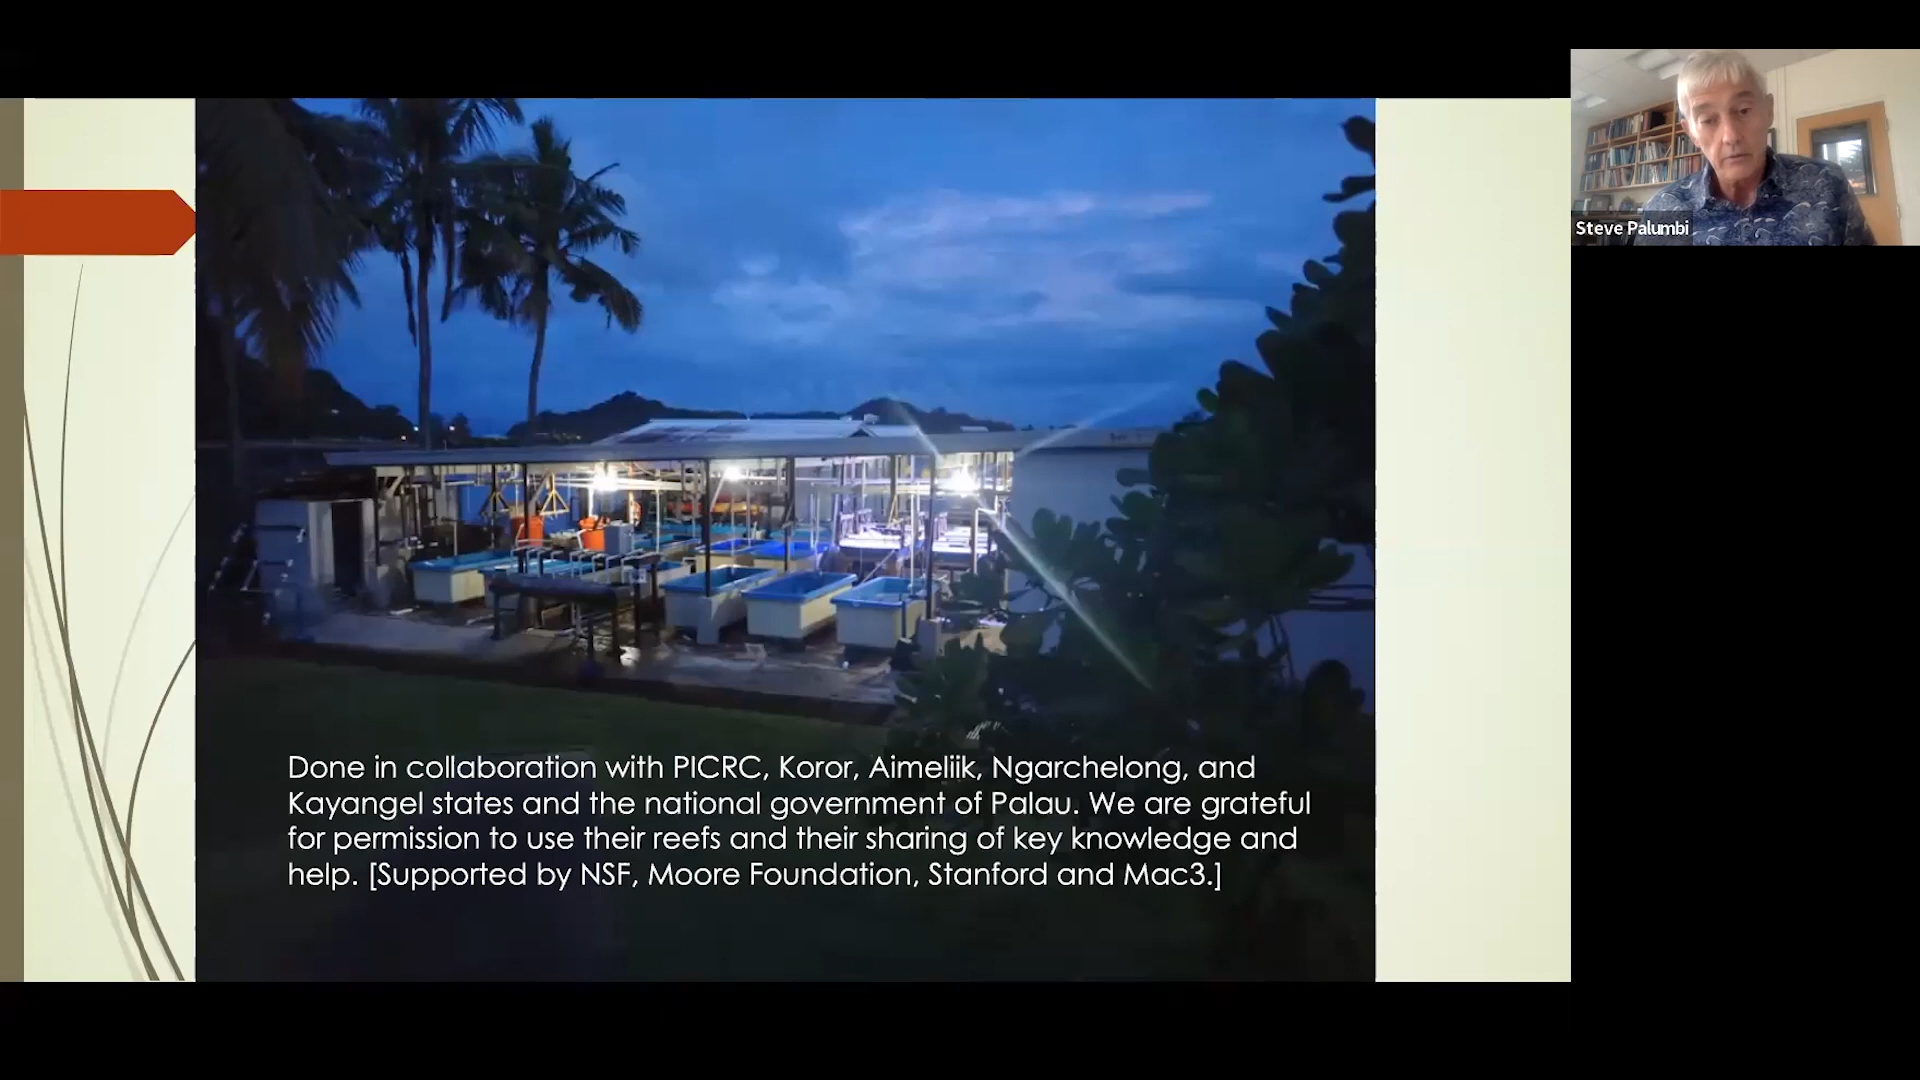 Steve Palumbi
Done in collaboration with PICRC, Koror, Aimeliik, Ngarchelong, and
Kayangel states and the national government of Palau. We are grateful
for permission to use their reefs and their sharing of key knowledge and
help. [Supported by NSF, Moore Foundation, Stanford and Mac3.]